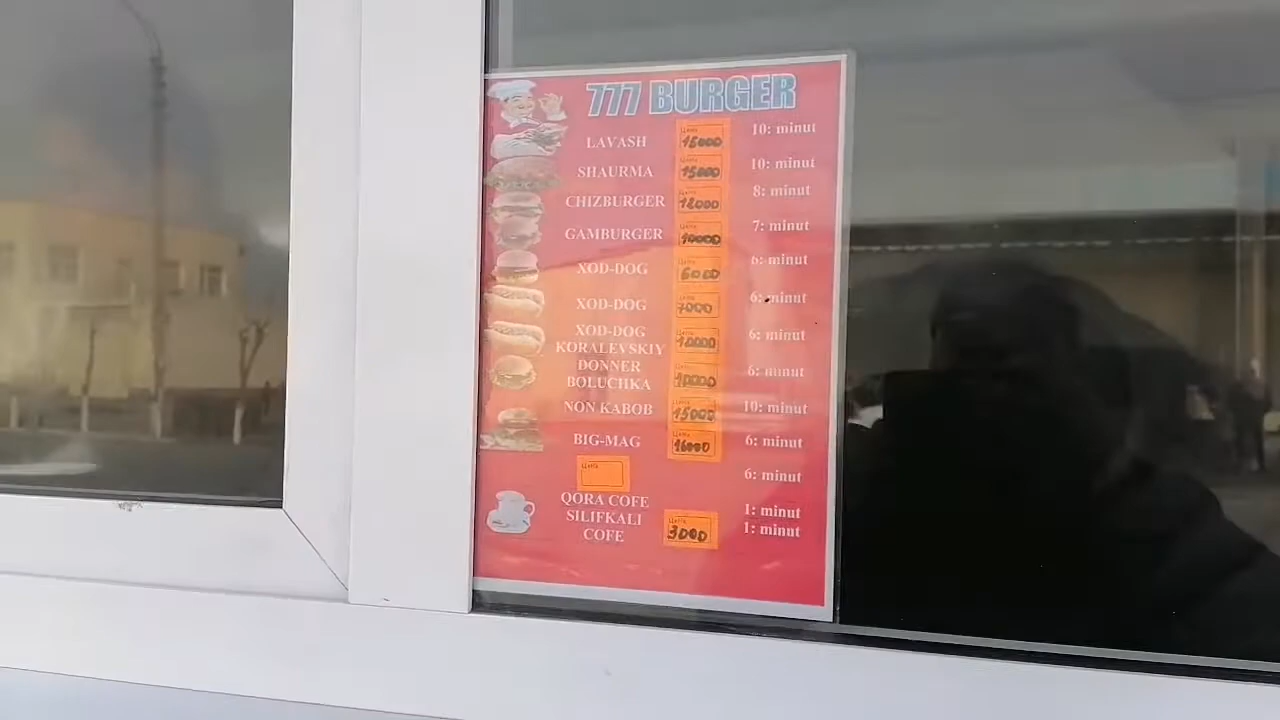 777 BURGER
LAVASH 15000 10: minut
SHAURMA 15000 10: minut
CHIZBURGER 12000 8: minut
GAMBURGER 10000 7: minut
XOD-DOG 6000 6: minut
XOD-DOG 7000 6: minut
XOD-DOG
KORALEVSKIY 10000 6: minut
DONNER
BOLUCHKA 10000 6: minut
NON KABOB 15000 10: minut
BIG-MAG 16000 6: minut
Цена 6: minut
QORA COFE 1: minut
SILIFKALI
COFE 3000 1: minut